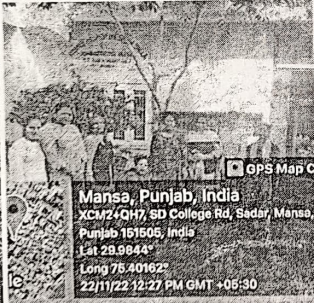 GPS Map C
Mansa, Punjab, India
XCM2+QH7, SD College Rd, Sadar, Mansa,
Punjab 151505, India
Lat 29.9844°
Long 75.40162°
22/11/22 12:27 PM GMT +05:30
le